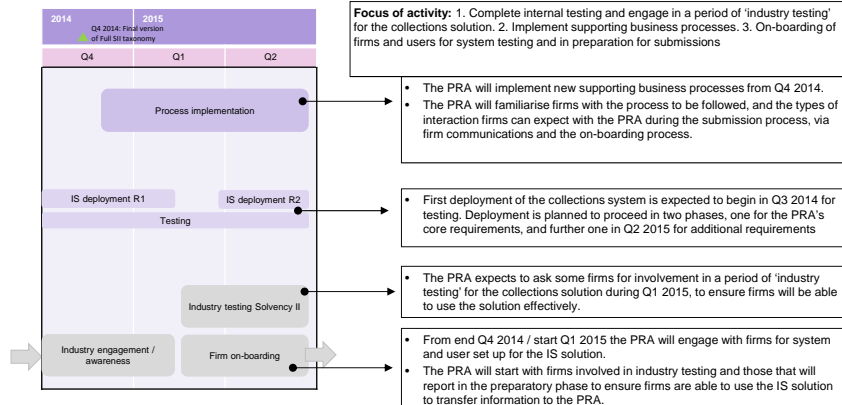 2014
2015
Q4 2014: Final version
of Full SII taxonomy
Q4
Q1
Q2
Process implementation
IS deployment R1
IS deployment R2
Testing
Industry testing Solvency II
Industry engagement /
awareness
Firm on-boarding
Focus of activity: 1. Complete internal testing and engage in a period of ‘industry testing’
for the collections solution. 2. Implement supporting business processes. 3. On-boarding of
firms and users for system testing and in preparation for submissions
• The PRA will implement new supporting business processes from Q4 2014.
• The PRA will familiarise firms with the process to be followed, and the types of
interaction firms can expect with the PRA during the submission process, via
firm communications and the on-boarding process.
• First deployment of the collections system is expected to begin in Q3 2014 for
testing. Deployment is planned to proceed in two phases, one for the PRA’s
core requirements, and further one in Q2 2015 for additional requirements
• The PRA expects to ask some firms for involvement in a period of ‘industry
testing’ for the collections solution during Q1 2015, to ensure firms will be able
to use the solution effectively.
• From end Q4 2014 / start Q1 2015 the PRA will engage with firms for system
and user set up for the IS solution.
• The PRA will start with firms involved in industry testing and those that will
report in the preparatory phase to ensure firms are able to use the IS solution
to transfer information to the PRA.